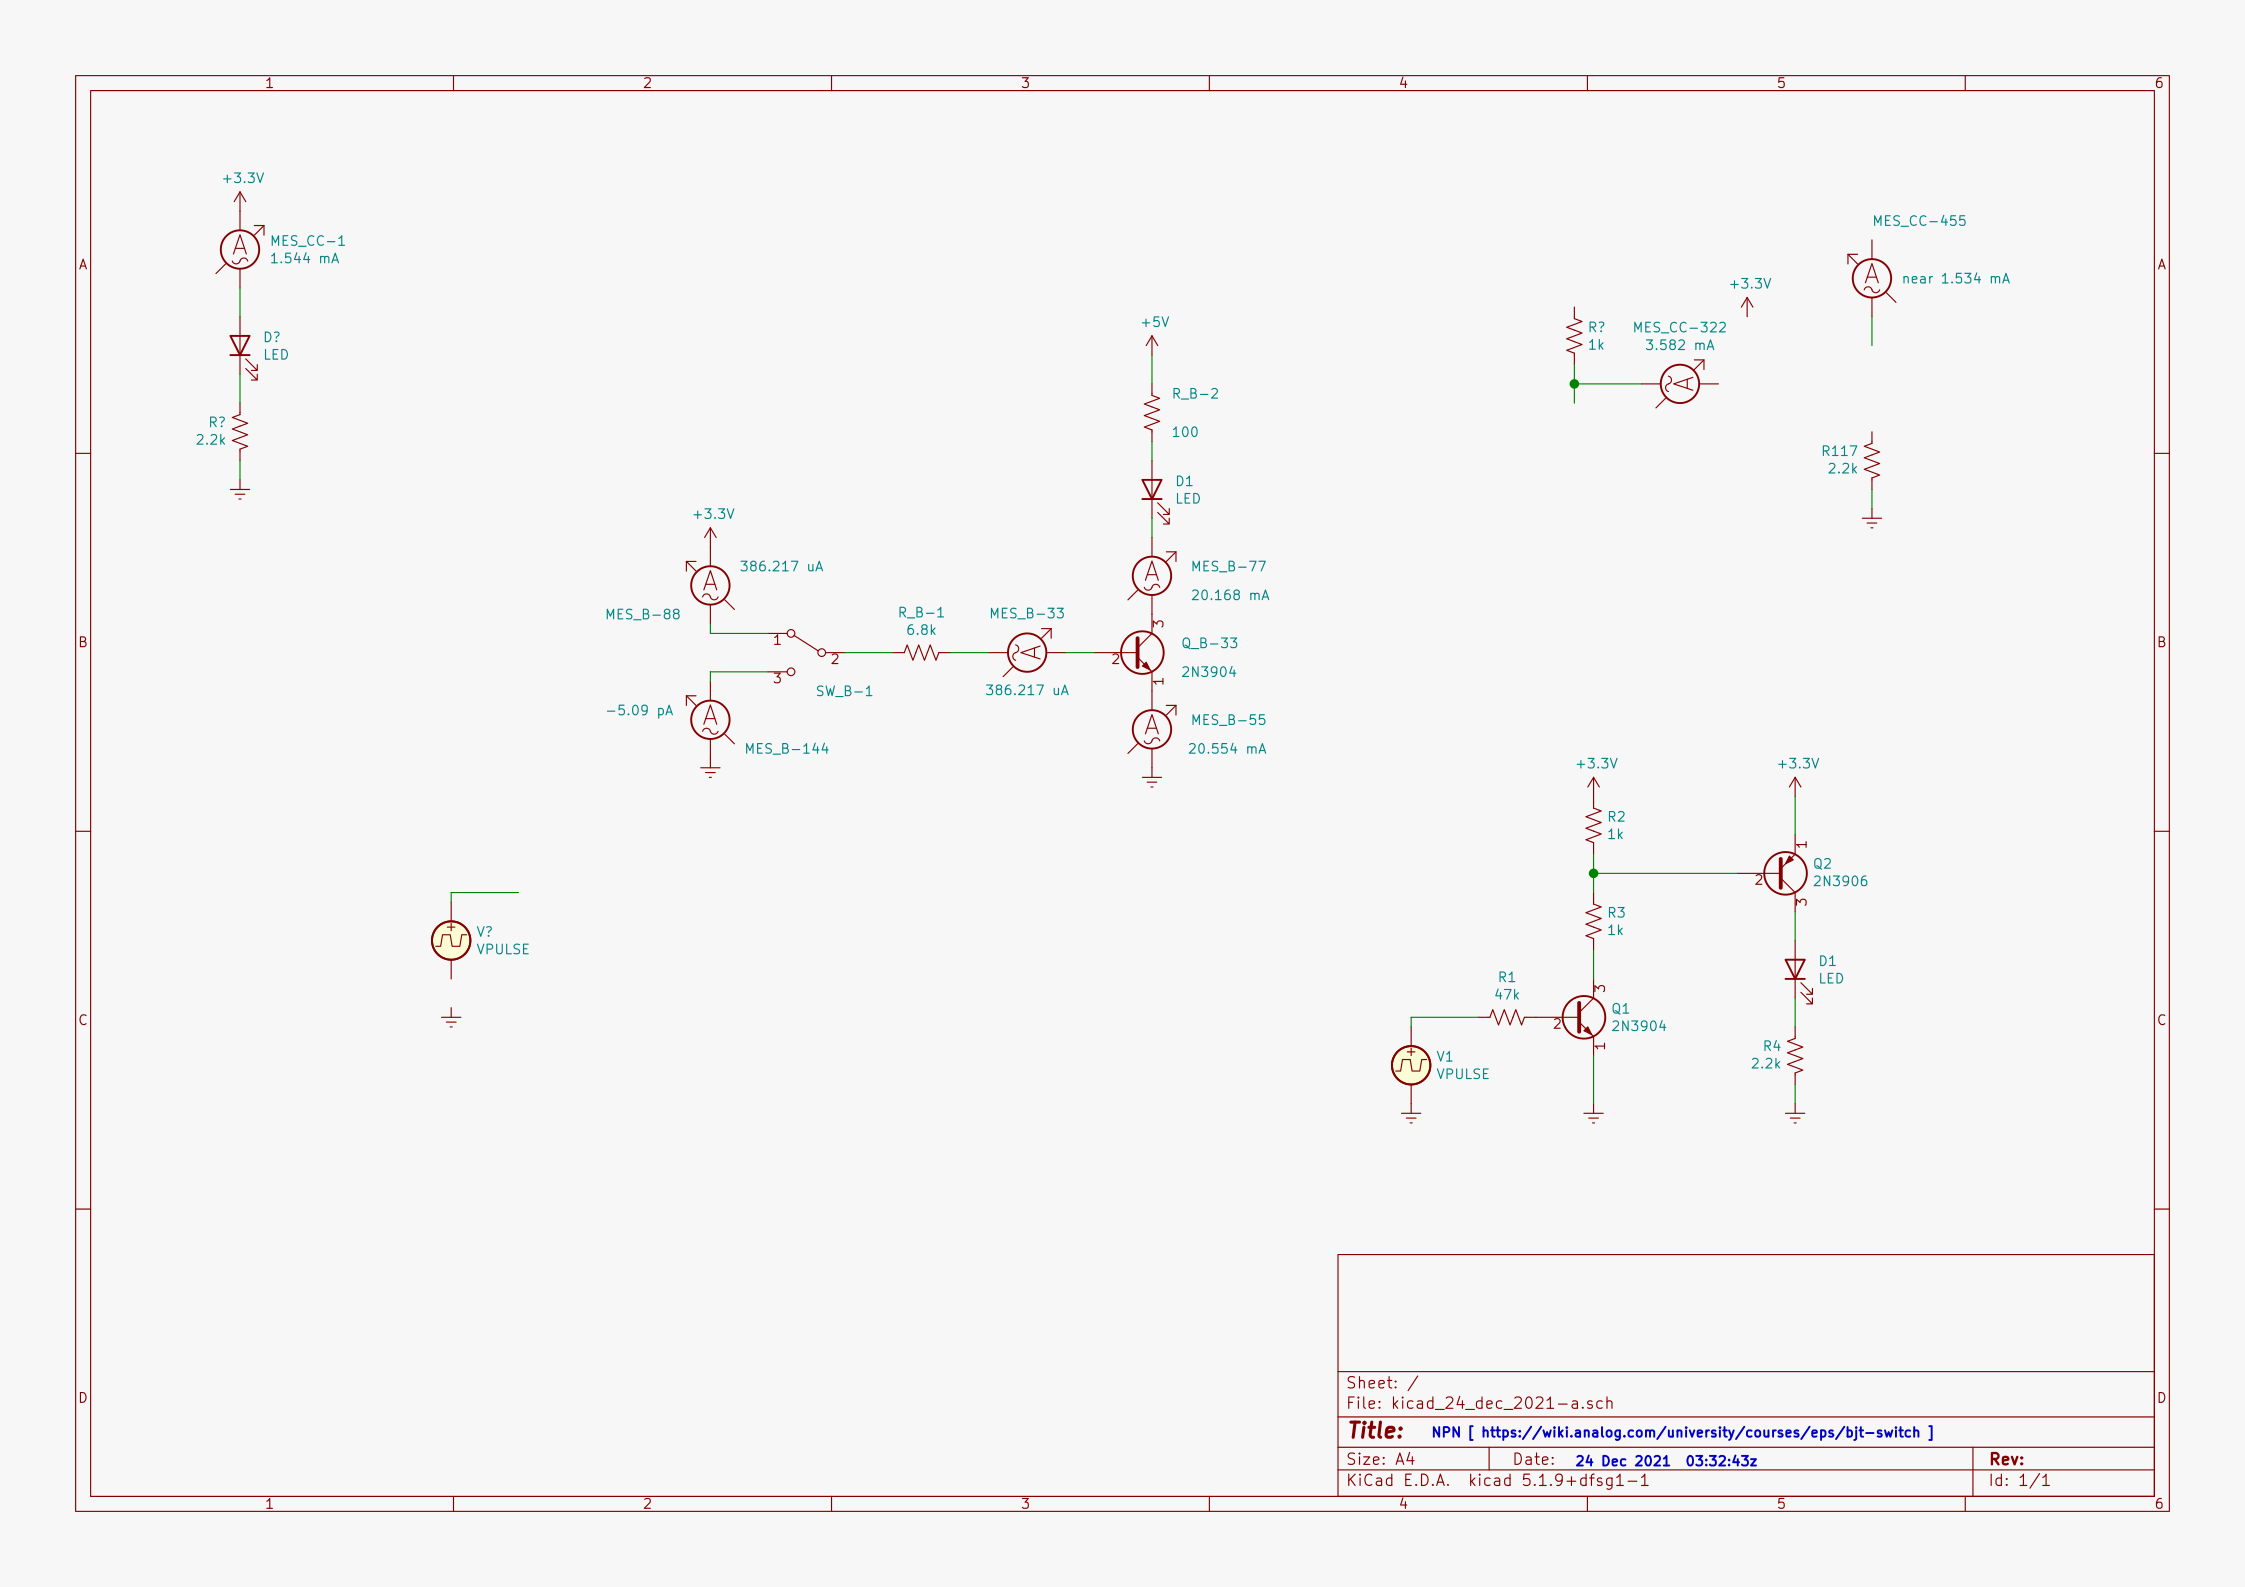 1 2 3 4 5 6
A
B
C
D
+3.3V
A
MES_CC-1
1.544 mA
D?
LED
R?
2.2k
+3.3V
A
386.217 uA
MES_B-88
1
2
3
SW_B-1
-5.09 pA
A
MES_B-144
R_B-1
6.8k
MES_B-33
A
386.217 uA
+5V
R_B-2
100
D1
LED
A
MES_B-77
20.168 mA
3
2
1
Q_B-33
2N3904
A
MES_B-55
20.554 mA
R?
1k
MES_CC-322
3.582 mA
A
+3.3V
MES_CC-455
A
near 1.534 mA
R117
2.2k
+
V?
VPULSE
+3.3V
R2
1k
R3
1k
R1
47k
3
2
1
Q1
2N3904
+
V1
VPULSE
+3.3V
1
2
3
Q2
2N3906
D1
LED
R4
2.2k
A
B
C
D
Sheet: /
File: kicad_24_dec_2021-a.sch
Title: NPN [ https://wiki.analog.com/university/courses/eps/bjt-switch ]
Size: A4 Date: 24 Dec 2021 03:32:43z Rev:
KiCad E.D.A. kicad 5.1.9+dfsg1-1 Id: 1/1
1 2 3 4 5 6